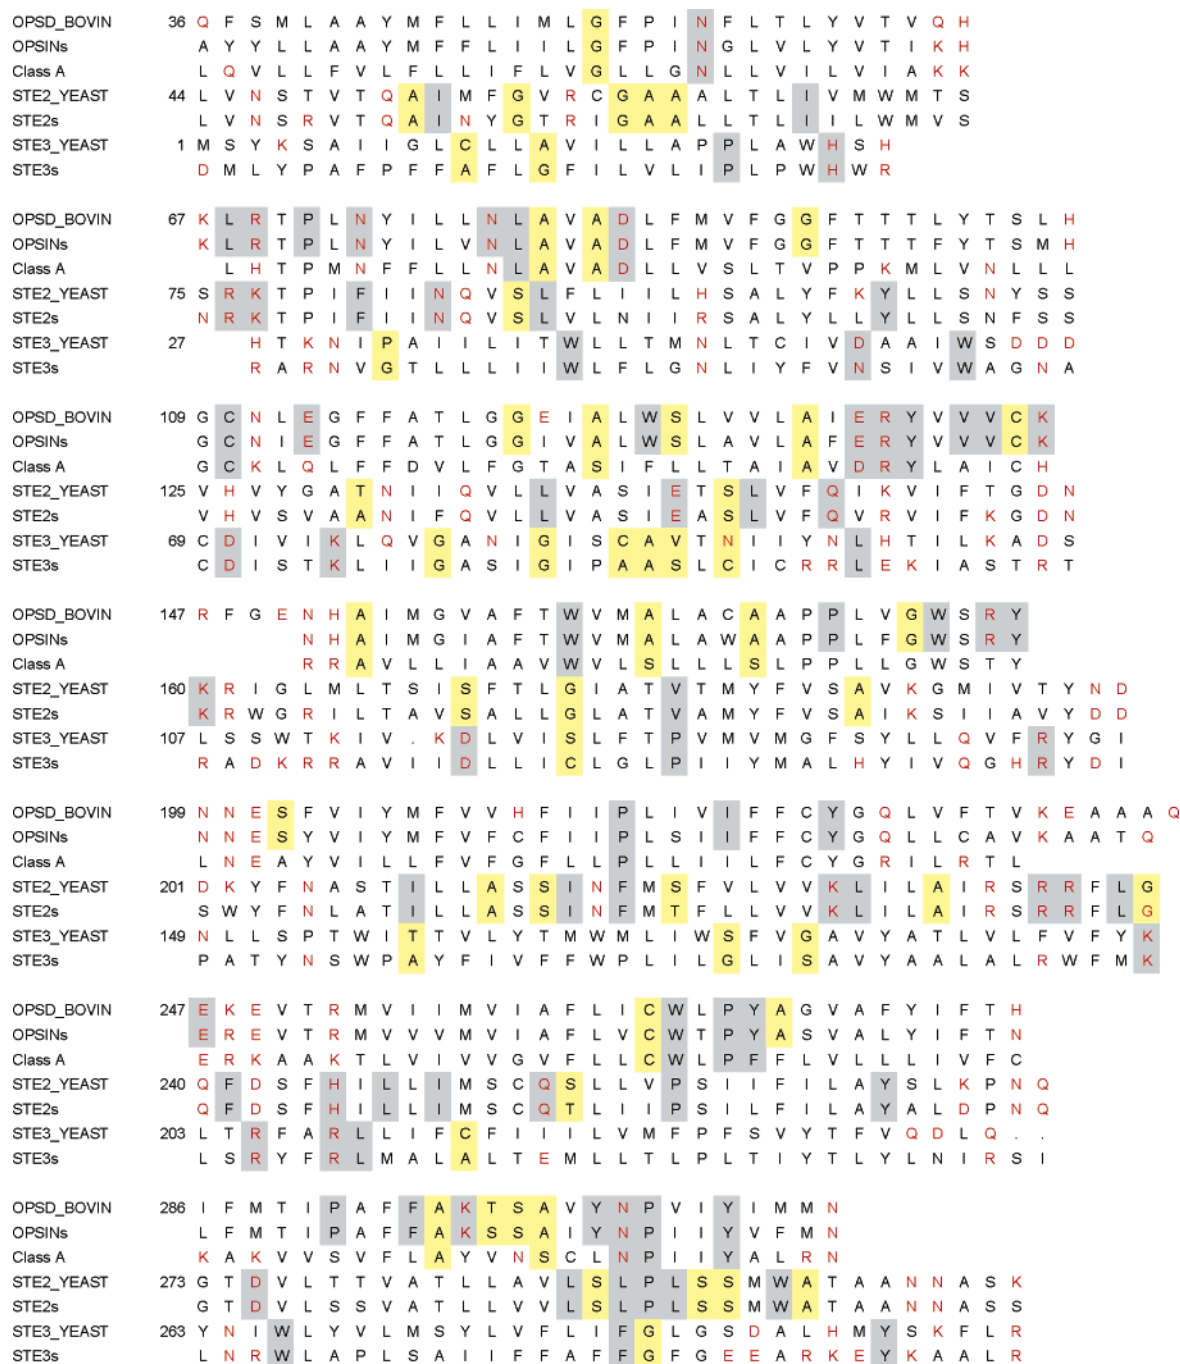 OPSD_BOVIN 36 Q F S M L A A Y M F L L I M L G F P I N F L T L Y V T V Q H
OPSINs A Y Y L L A A Y M F F L I I L G F P I N G L V L Y V T I K H
Class A L Q V L L F V L F L L I F L V G L L G N L L V I L V I A K K
STE2_YEAST 44 L V N S T V T Q A I M F G V R C G A A A L T L I V M W M T S
STE2s L V N S R V T Q A I N Y G T R I G A A L L T L I I L W M V S
STE3_YEAST 1 M S Y K S A I I G L C L L A V I L L A P P L A W H S H
STE3s D M L Y P A F P F F A F L G F I L V L I P L P W H W R
OPSD_BOVIN 67 K L R T P L N Y I L L N L A V A D L F M V F G G F T T T L Y T S L H
OPSINs K L R T P L N Y I L V N L A V A D L F M V F G G F T T T F Y T S M H
Class A L H T P M N F F L L N L A V A D L L V S L T V P P K M L V N L L L
STE2_YEAST 75 S R K T P I F I I N Q V S L F L I I L H S A L Y F K Y L L S N Y S S
STE2s N R K T P I F I I N Q V S L V L N I I R S A L Y L L Y L L S N F S S
STE3_YEAST 27 H T K N I P A I I L I T W L L T M N L T C I V D A A I W S D D D
STE3s R A R N V G T L L L I I W L F L G N L I Y F V N S I V W A G N A
OPSD_BOVIN 109 G C N L E G F F A T L G G E I A L W S L V V L A I E R Y V V V C K
OPSINs G C N I E G F F A T L G G I V A L W S L A V L A F E R Y V V V C K
Class A G C K L Q L F F D V L F G T A S I F L L T A I A V D R Y L A I C H
STE2_YEAST 125 V H V Y G A T N I I Q V L L V A S I E T S L V F Q I K V I F T G D N
STE2s V H V S V A A N I F Q V L L V A S I E A S L V F Q V R V I F K G D N
STE3_YEAST 69 C D I V I K L Q V G A N I G I S C A V T N I I Y N L H T I L K A D S
STE3s C D I S T K L I I G A S I G I P A A S L C I C R R L E K I A S T R T
OPSD_BOVIN 147 R F G E N H A I M G V A F T W V M A L A C A A P P L V G W S R Y
OPSINs N H A I M G I A F T W V M A L A W A A P P L F G W S R Y
Class A R R A V L L I A A V W V L S L L L S L P P L L G W S T Y
STE2_YEAST 160 K R I G L M L T S I S F T L G I A T V T M Y F V S A V K G M I V T Y N D
STE2s K R W G R I L T A V S A L L G L A T V A M Y F V S A I K S I I A V Y D D
STE3_YEAST 107 L S S W T K I V . K D L V I S L F T P V M V M G F S Y L L Q V F R Y G I
STE3s R A D K R R A V I I D L L I C L G L P I I Y M A L H Y I V Q G H R Y D I
OPSD_BOVIN 199 N N E S F V I Y M F V V H F I I P L I V I F F C Y G Q L V F T V K E A A A Q
OPSINs N N E S Y V I Y M F V F C F I I P L S I I F F C Y G Q L L C A V K A A T Q
Class A L N E A Y V I L L F V F G F L L P L L I I L F C Y G R I L R T L
STE2_YEAST 201 D K Y F N A S T I L L A S S I N F M S F V L V V K L I L A I R S R R F L G
STE2s S W Y F N L A T I L L A S S I N F M T F L L V V K L I L A I R S R R F L G
STE3_YEAST 149 N L L S P T W I T T V L Y T M W M L I W S F V G A V Y A T L V L F V F Y K
STE3s P A T Y N S W P A Y F I V F F W P L I L G L I S A V Y A A L A L R W F M K
OPSD_BOVIN 247 E K E V T R M V I I M V I A F L I C W L P Y A G V A F Y I F T H
OPSINs E R E V T R M V V V M V I A F L V C W T P Y A S V A L Y I F T N
Class A E R K A A K T L V I V V G V F L L C W L P F F L V L L L I V F C
STE2_YEAST 240 Q F D S F H I L L I M S C Q S L L V P S I I F I L A Y S L K P N Q
STE2s Q F D S F H I L L I M S C Q T L I I P S I L F I L A Y A L D P N Q
STE3_YEAST 203 L T R F A R L L I F C F I I I L V M F P F S V Y T F V Q D L Q . .
STE3s L S R Y F R L M A L A L T E M L L T L P L T I Y T L Y L N I R S I
OPSD_BOVIN 286 I F M T I P A F F A K T S A V Y N P V I Y I M M N
OPSINs L F M T I P A F F A K S S A I Y N P I I Y V F M N
Class A K A K V V S V F L A Y V N S C L N P I I Y A L R N
STE2_YEAST 273 G T D V L T T V A T L L A V L S L P L S S M W A T A A N N A S K
STE2s G T D V L S S V A T L L V V L S L P L S S M W A T A A N N A S S
STE3_YEAST 263 Y N I W L Y V L M S Y L V F L I F G L G S D A L H M Y S K F L R
STE3s L N R W L A P L S A I I F F A F F G F G E E A R K E Y K A A L R